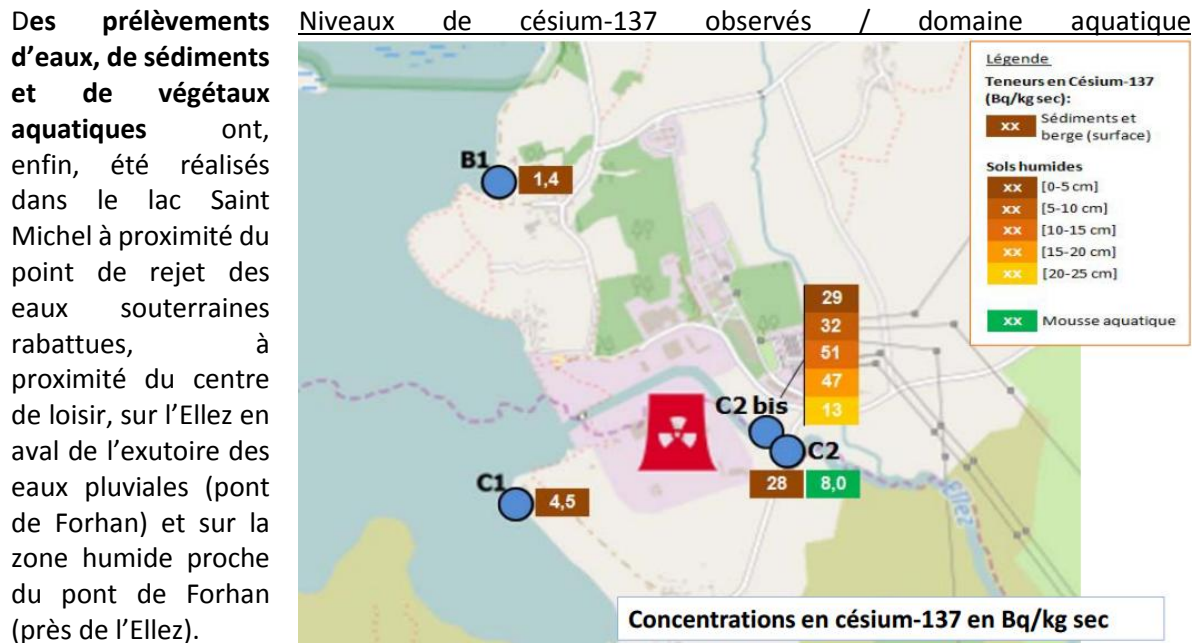 Des prélèvements
d’eaux, de sédiments
et de végétaux
aquatiques ont,
enfin, été réalisés
dans le lac Saint
Michel à proximité du
point de rejet des
eaux souterraines
rabattues, à
proximité du centre
de loisir, sur l’Ellez en
aval de l’exutoire des
eaux pluviales (pont
de Forhan) et sur la
zone humide proche
du pont de Forhan
(près de l’Ellez).
Niveaux de césium-137 observés / domaine aquatique
Légende
Teneurs en Césium-137
(Bq/kg sec):
xx Sédiments et
berge (surface)
Sols humides
xx [0-5 cm]
xx [5-10 cm]
xx [10-15 cm]
xx [15-20 cm]
xx [20-25 cm]
xx Mousse aquatique
B1
1,4
29
32
51
47
13
C2 bis
C2
28 8,0
C1
4,5
Ellez
Concentrations en césium-137 en Bq/kg sec